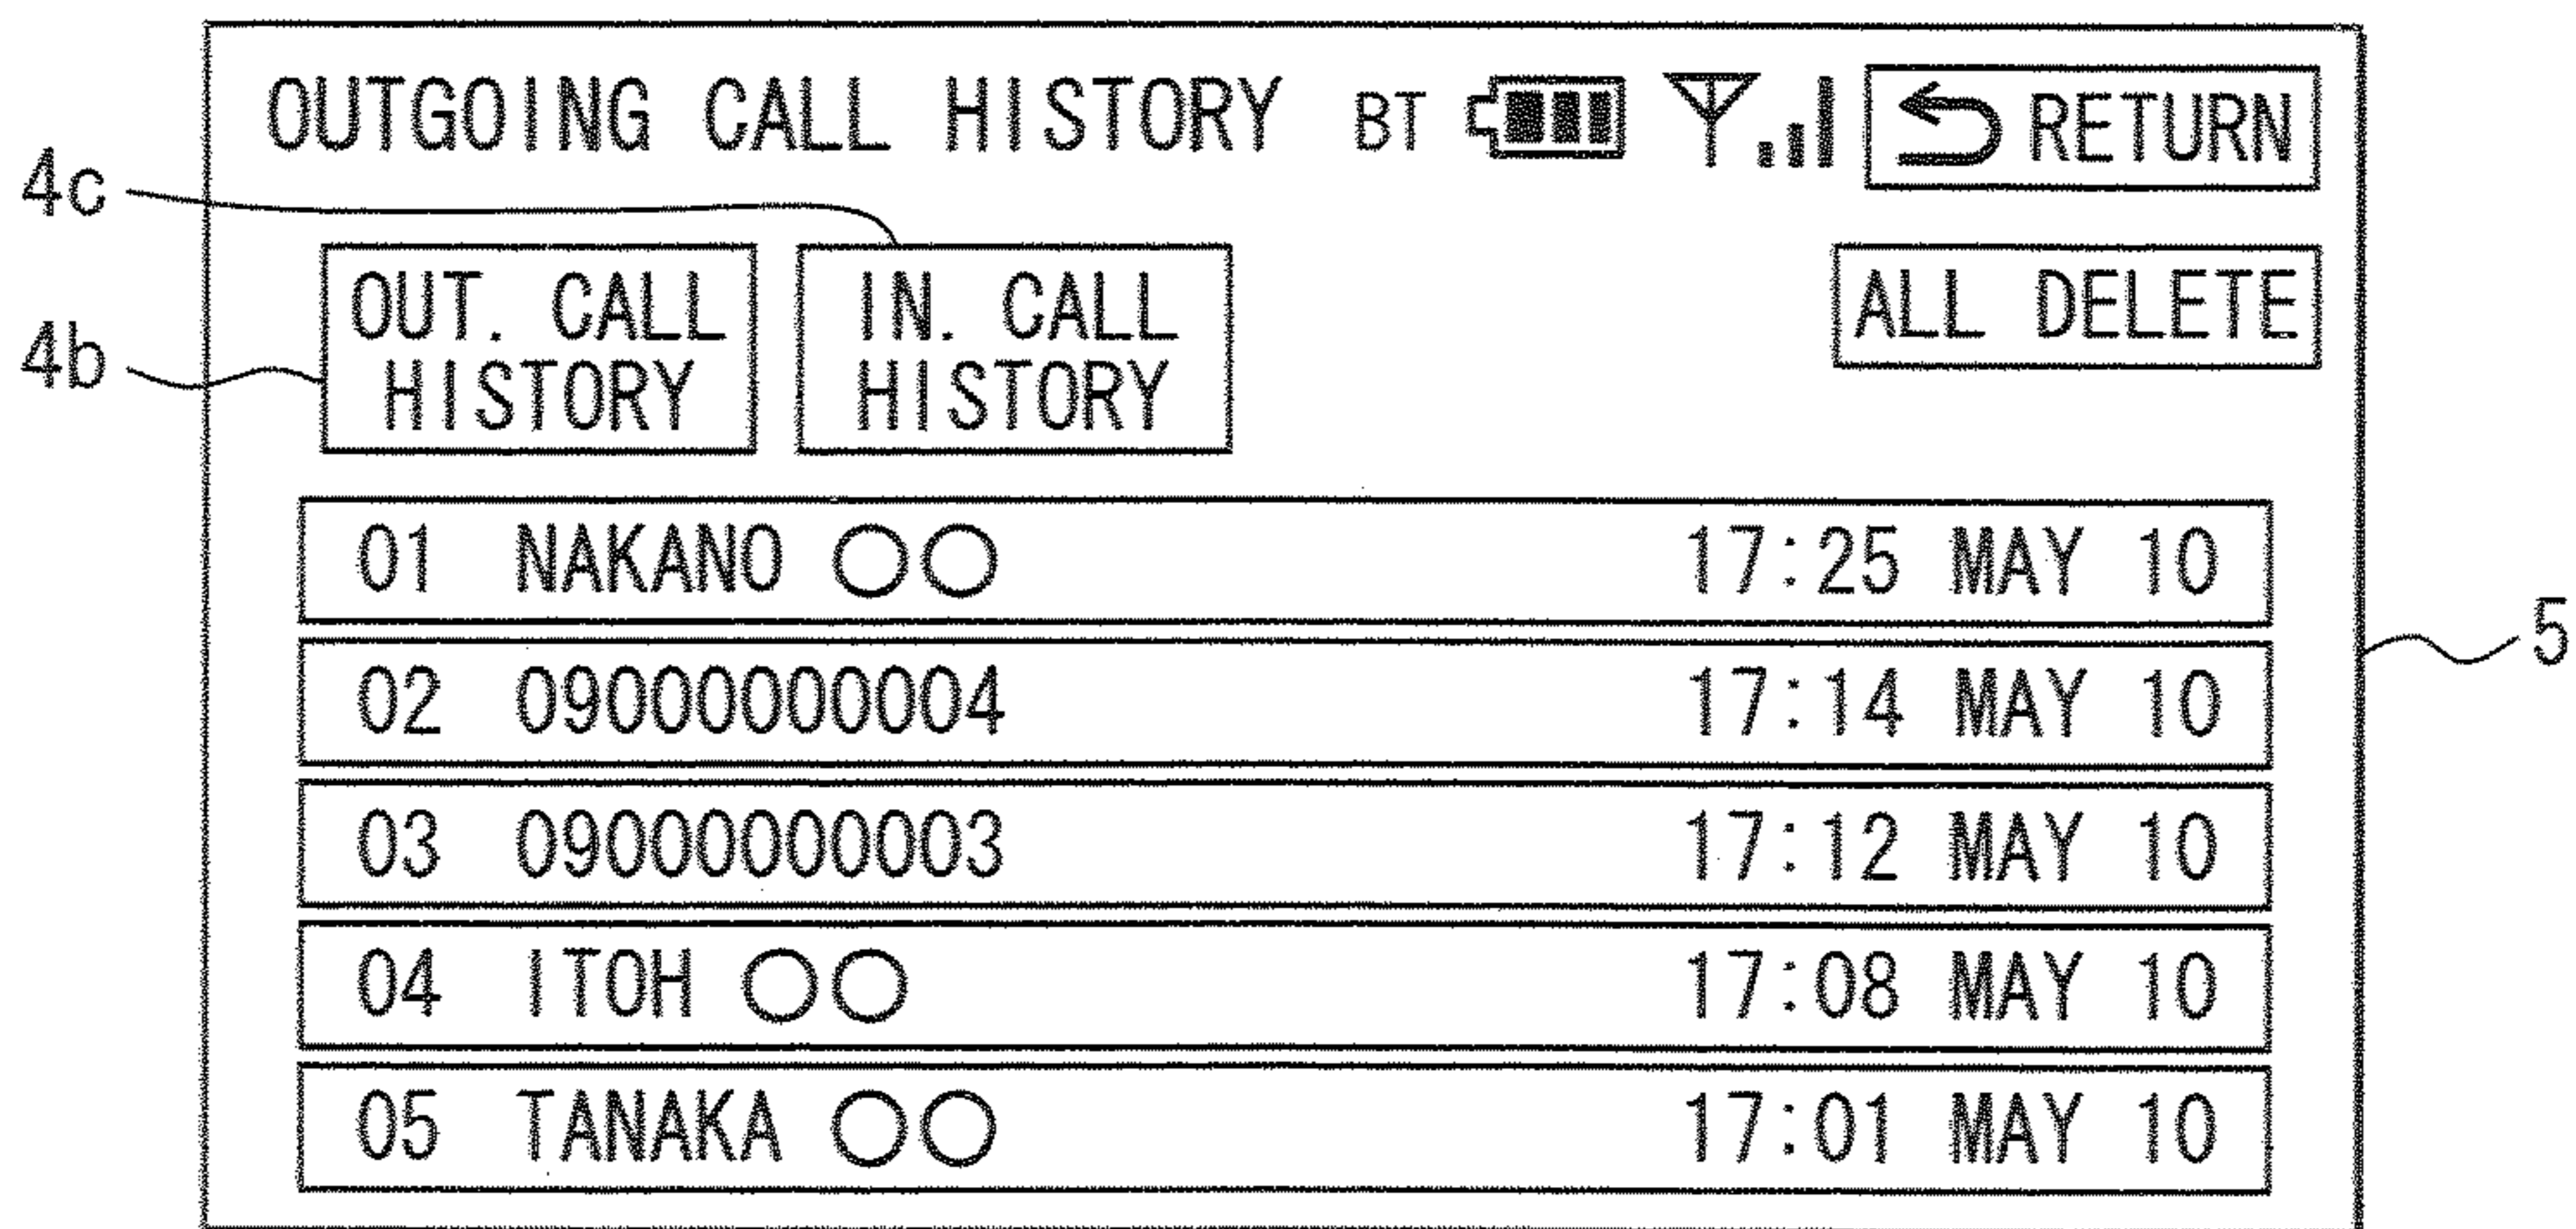 OUTGOING CALL HISTORY BT RETURN
4c
OUT. CALL HISTORY
IN. CALL HISTORY
ALL DELETE
4b
01 NAKANO ○○ 17:25 MAY 10
02 09000000004 17:14 MAY 10
5
03 09000000003 17:12 MAY 10
04 ITOH ○○ 17:08 MAY 10
05 TANAKA ○○ 17:01 MAY 10